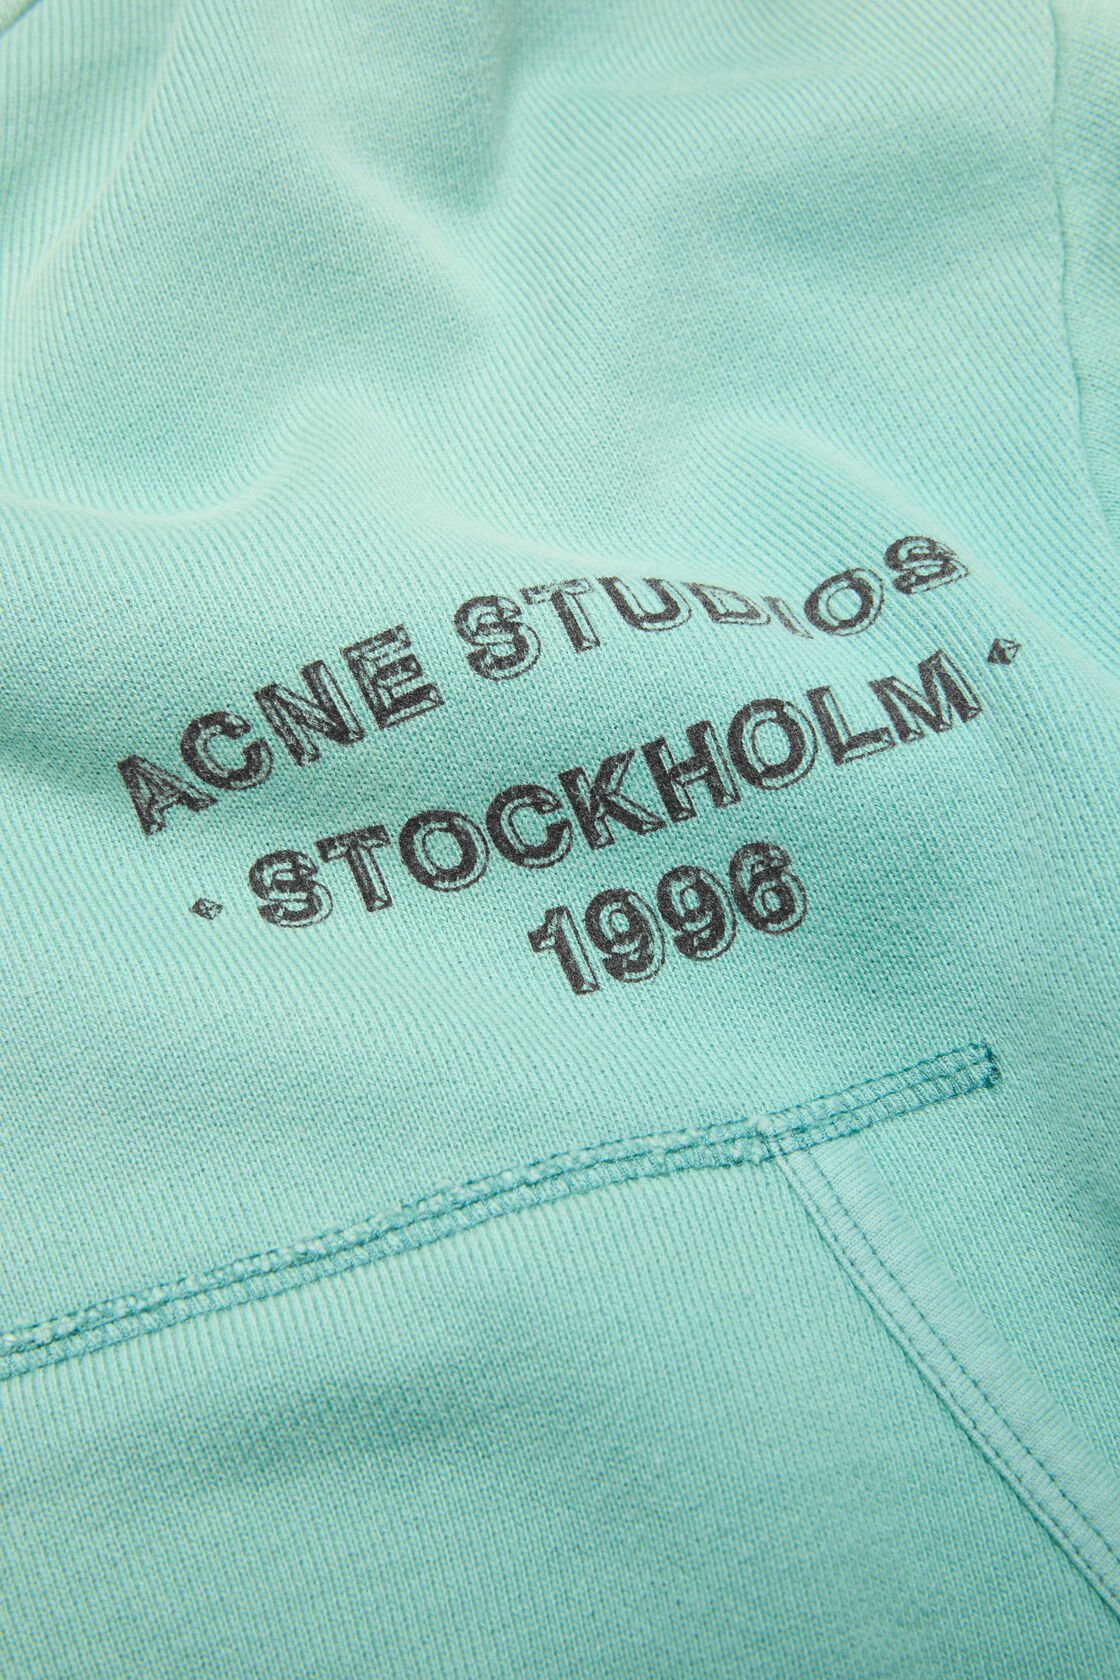 ACNE STUDIOS
· STOCKHOLM ·
1996